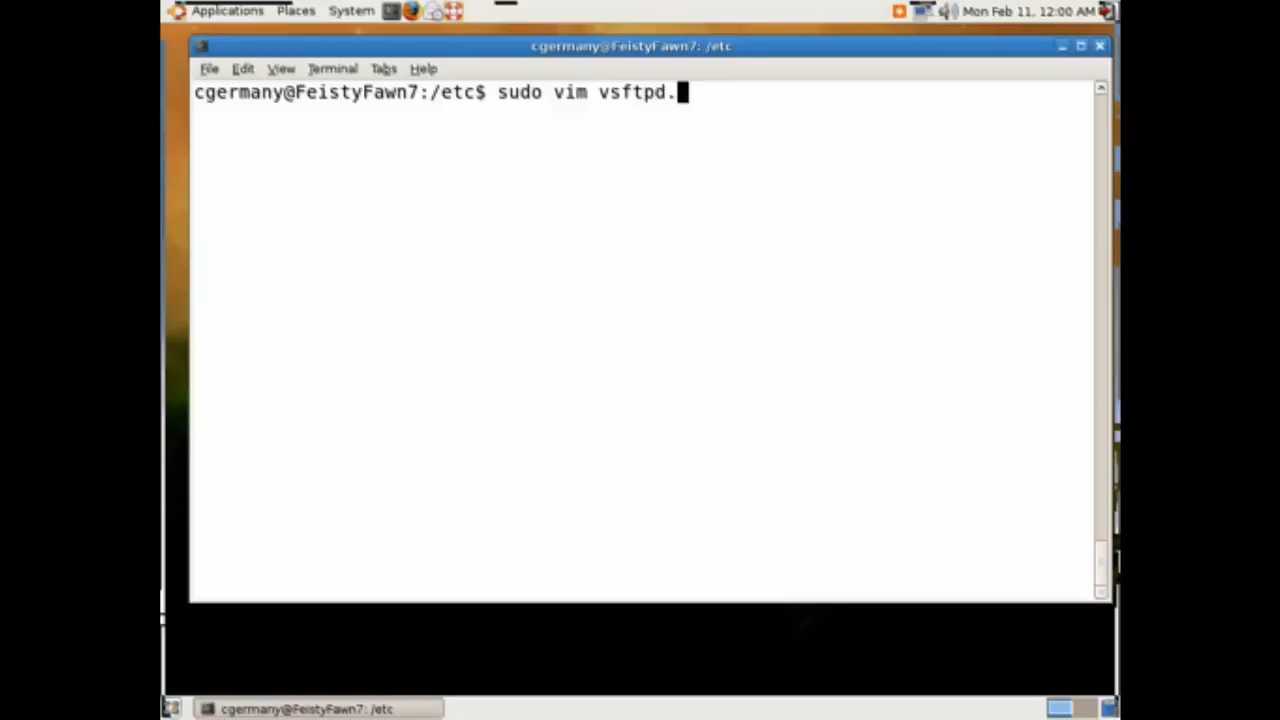 Applications Places System Mon Feb 11, 12:00 AM
cgermany@FeistyFawn7: /etc
File Edit View Terminal Tabs Help
cgermany@FeistyFawn7:/etc$ sudo vim vsftpd.
cgermany@FeistyFawn7: /etc